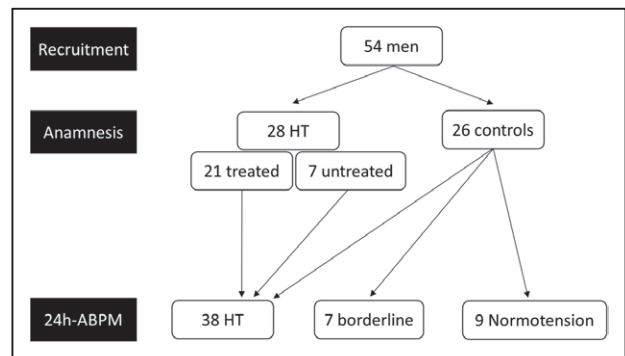 Recruitment
54 men
Anamnesis
28 HT
26 controls
21 treated
7 untreated
24h-ABPM
38 HT
7 borderline
9 Normotension